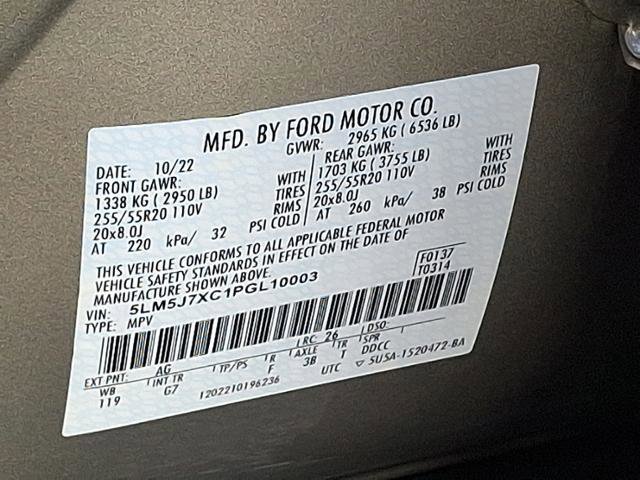 MFD. BY FORD MOTOR CO.
DATE: 10/22 GVWR: 2965 KG ( 6536 LB)
FRONT GAWR: REAR GAWR:
1338 KG ( 2950 LB) WITH 1703 KG ( 3755 LB) WITH
255/55R20 110V TIRES 255/55R20 110V TIRES
20x8.0J RIMS 20x8.0J RIMS
AT 220 kPa/ 32 PSI COLD AT 260 kPa/ 38 PSI COLD
THIS VEHICLE CONFORMS TO ALL APPLICABLE FEDERAL MOTOR
VEHICLE SAFETY STANDARDS IN EFFECT ON THE DATE OF
MANUFACTURE SHOWN ABOVE.
VIN: 5LM5J7XC1PGL10003 F0137
TYPE: MPV T0314
LRC: 26 DSO:
EXT PNT: AG
WB INT TR TP/PS R AXLE TR SPR
119 G7 F 3B T DDCC
1202210196236 UTC ▽ 5U5A-1520472-BA